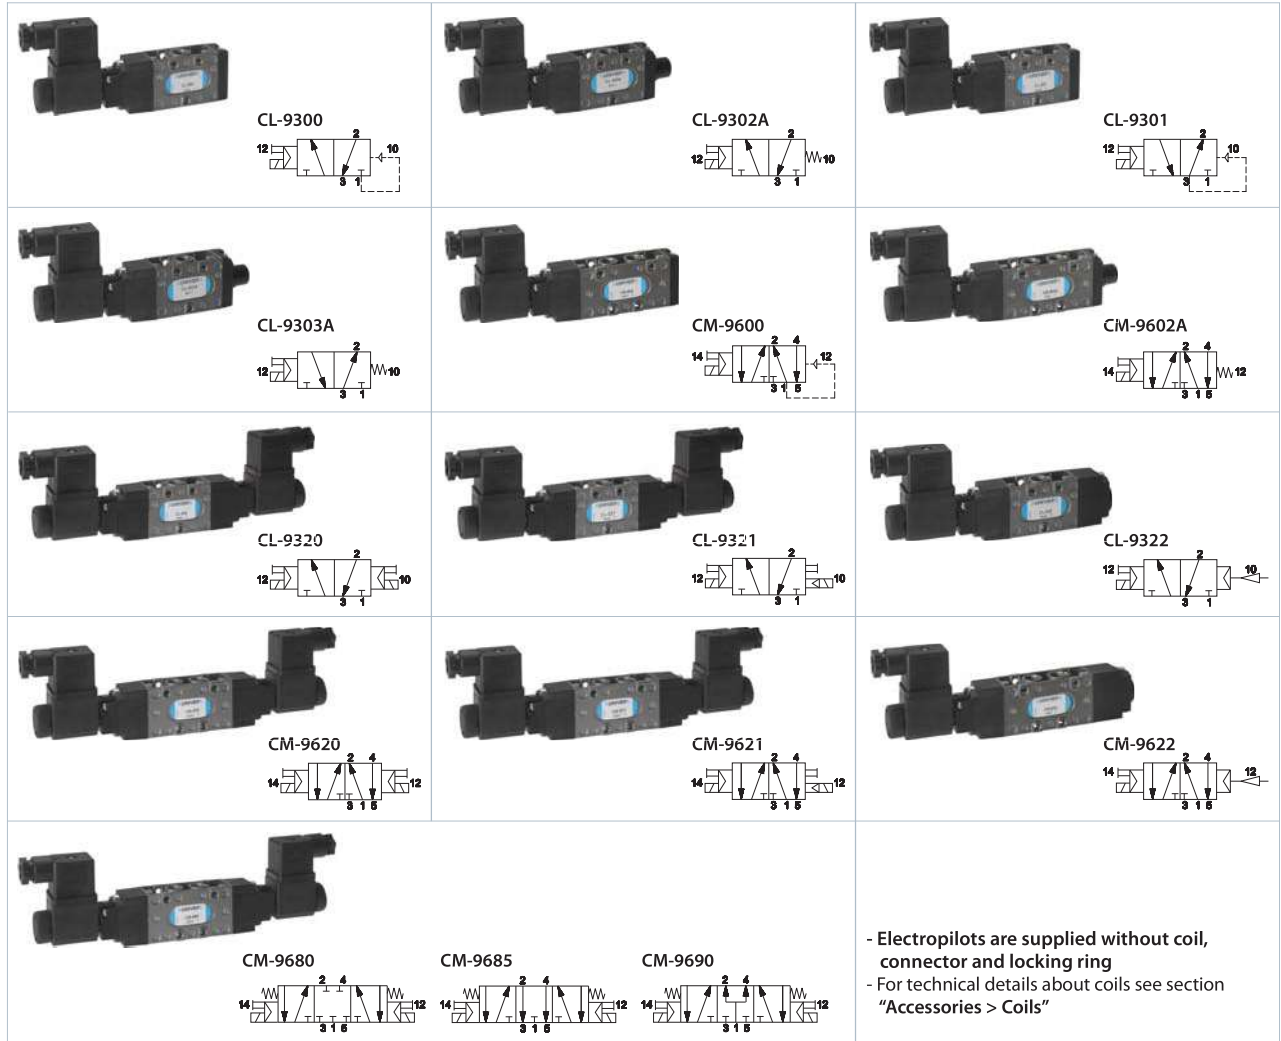 CL-9300
2
12
10
3 1
CL-9302A
2
12
10
3 1
CL-9301
2
12
10
3 1
CL-9303A
2
12
10
3 1
CM-9600
2 4
14
12
3 1 5
CM-9602A
2 4
14
12
3 1 5
CL-9320
2
12
10
3 1
CL-9321
2
12
10
3 1
CL-9322
2
12
10
3 1
CM-9620
2 4
14
12
3 1 5
CM-9621
2 4
14
12
3 1 5
CM-9622
2 4
14
12
3 1 5
CM-9680
2 4
14
12
3 1 5
CM-9685
2 4
14
12
3 1 5
CM-9690
2 4
14
12
3 1 5
- Electropilots are supplied without coil,
connector and locking ring
- For technical details about coils see section
“Accessories > Coils”